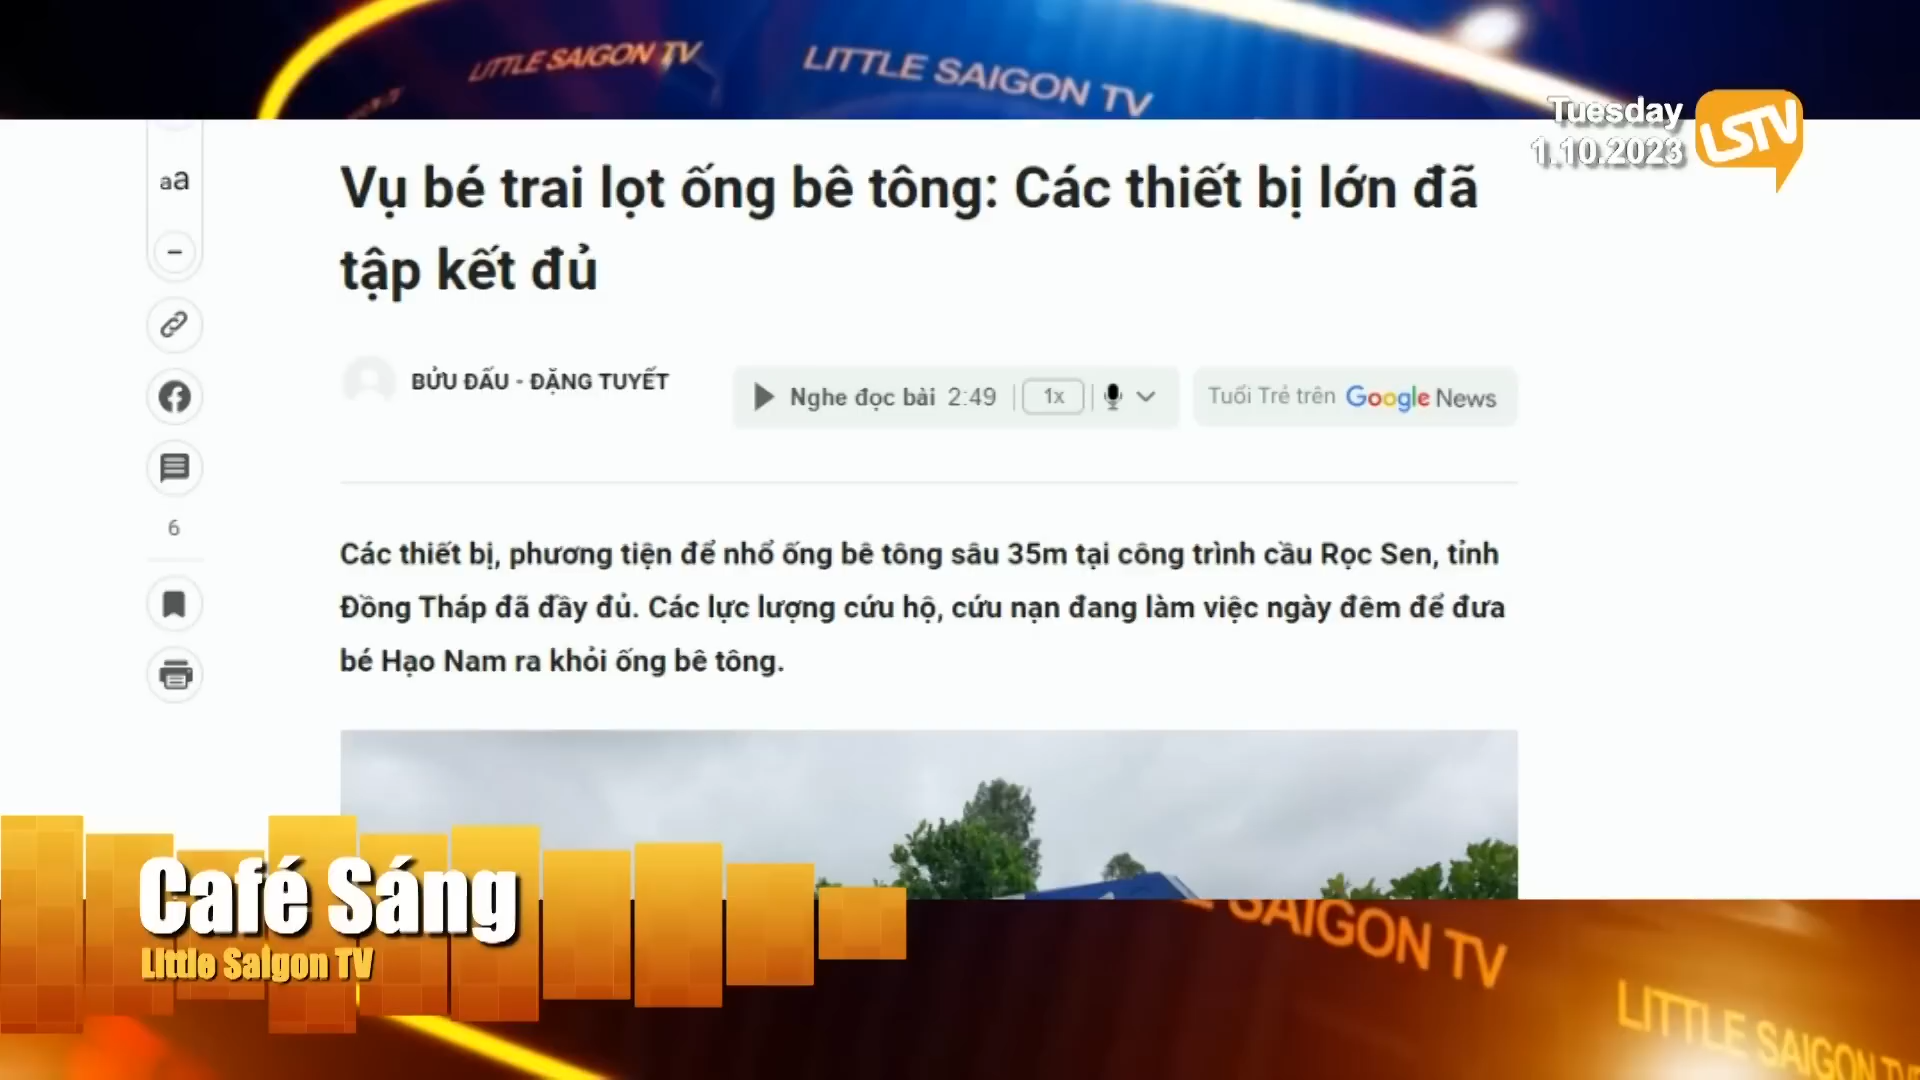 LITTLE SAIGON TV
LITTLE SAIGON TV
Tuesday
1.10.2023
LSTV
aA
Vụ bé trai lọt ống bê tông: Các thiết bị lớn đã
tập kết đủ
BỬU ĐẤU - ĐẶNG TUYẾT
Nghe đọc bài 2:49 1x
Tuổi Trẻ trên Google News
6
Các thiết bị, phương tiện để nhổ ống bê tông sâu 35m tại công trình cầu Rọc Sen, tỉnh
Đồng Tháp đã đầy đủ. Các lực lượng cứu hộ, cứu nạn đang làm việc ngày đêm để đưa
bé Hạo Nam ra khỏi ống bê tông.
Café Sáng
Little Saigon TV
SAIGON TV
LITTLE SAIGON TV